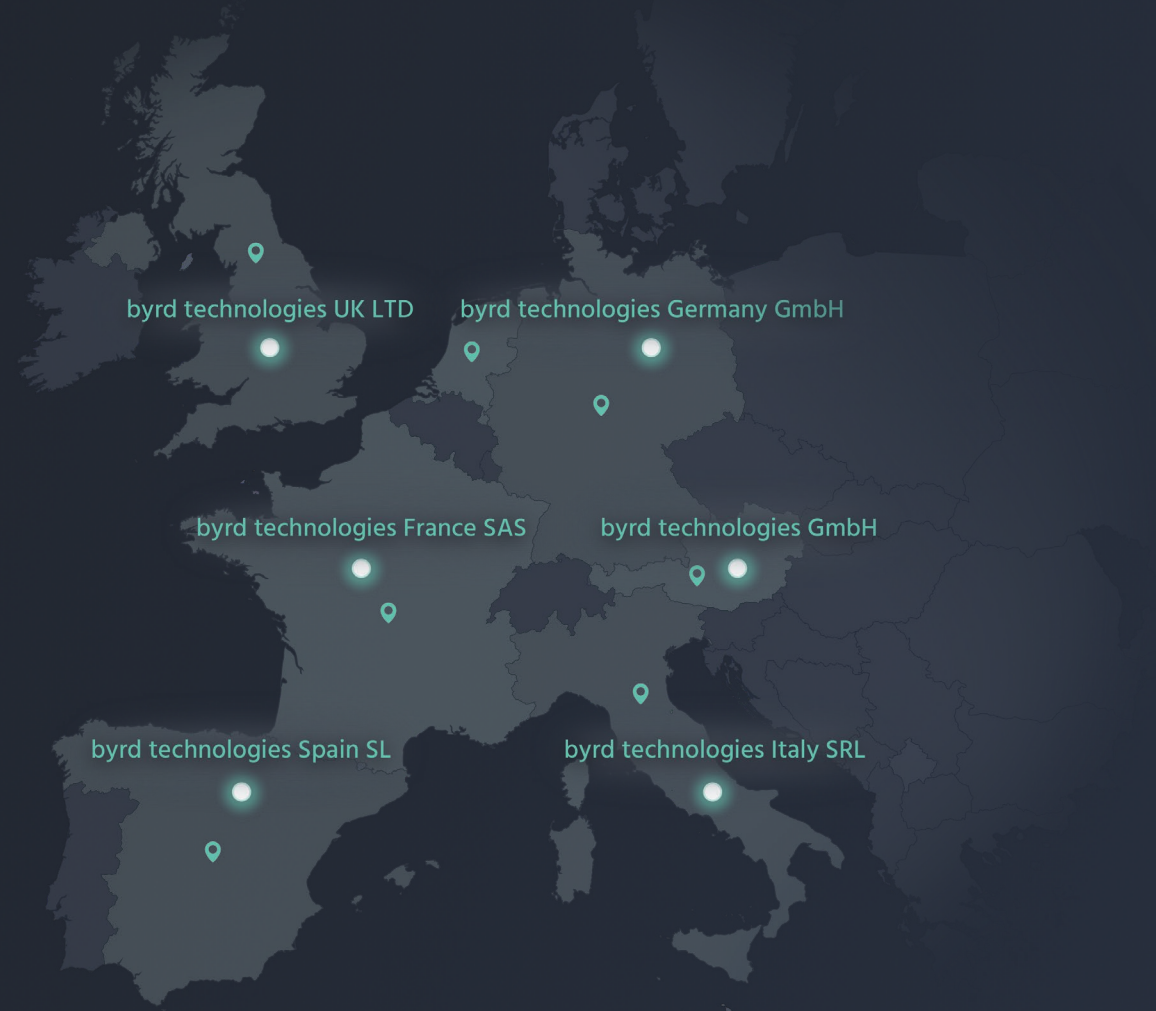 byrd technologies UK LTD
byrd technologies Germany GmbH
byrd technologies France SAS
byrd technologies GmbH
byrd technologies Spain SL
byrd technologies Italy SRL